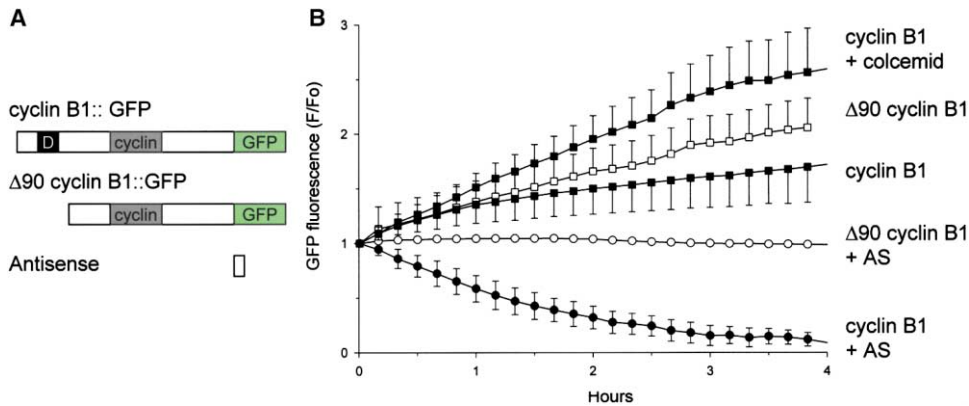 A
cyclin B1:: GFP
D cyclin GFP
Δ90 cyclin B1::GFP
cyclin GFP
Antisense
B
GFP fluorescence (F/Fo)
3
2
1
0
0 1 2 3 4
Hours
cyclin B1
+ colcemid
Δ90 cyclin B1
cyclin B1
Δ90 cyclin B1
+ AS
cyclin B1
+ AS